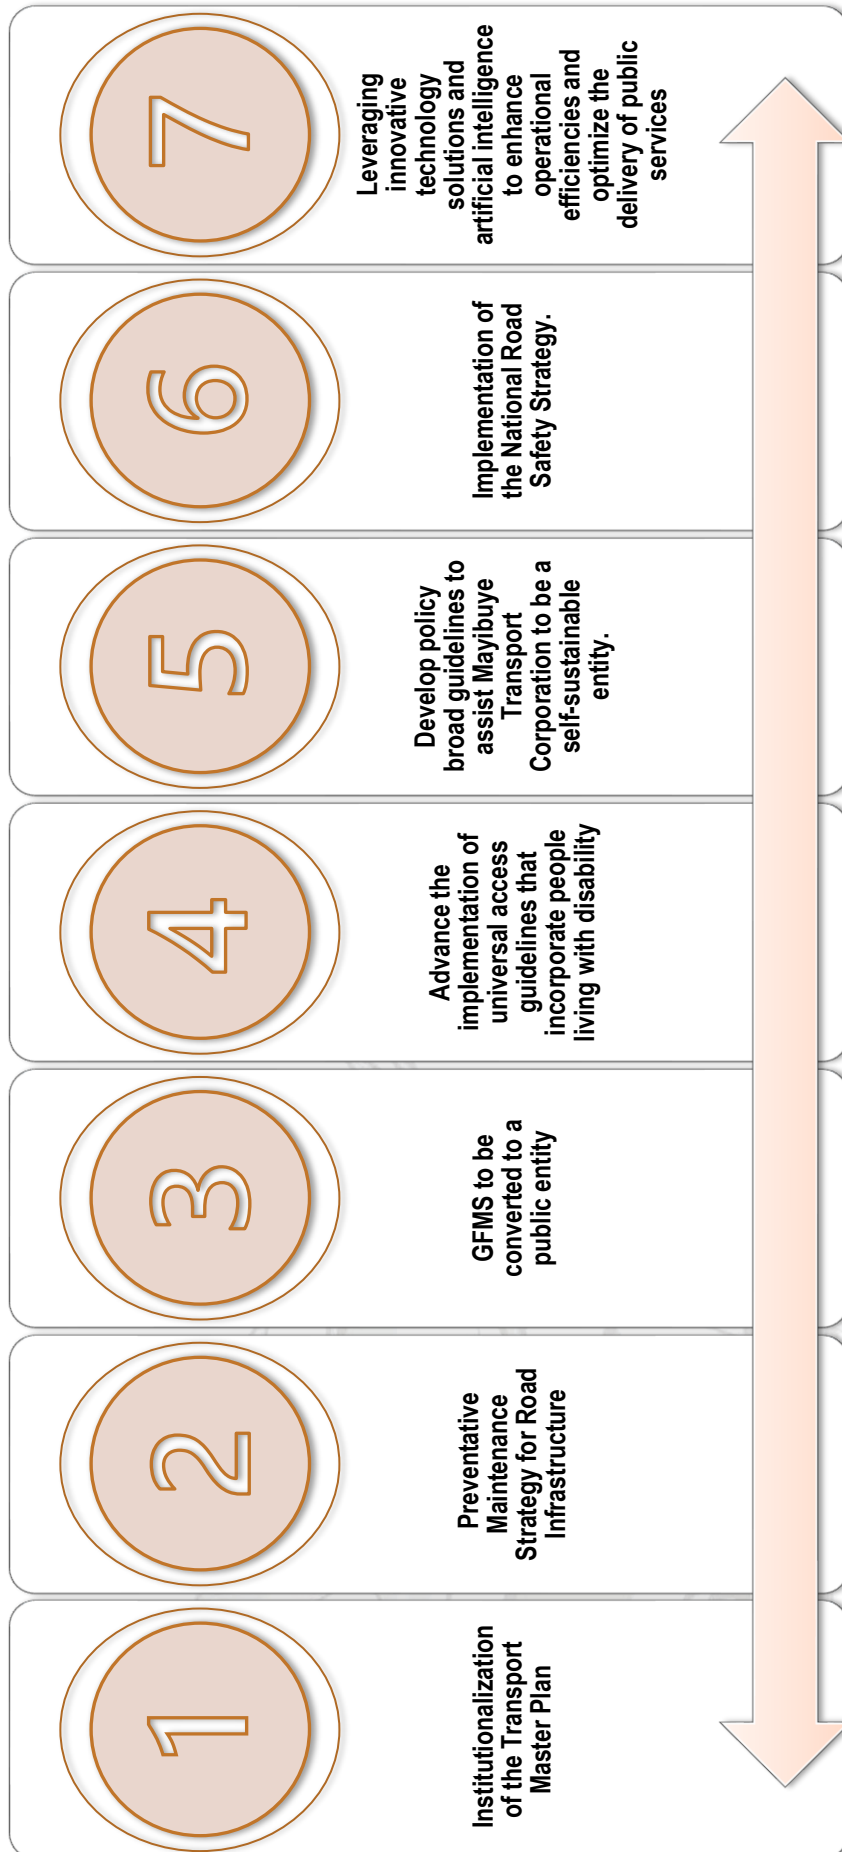 1
Institutionalization
of the Transport
Master Plan
2
Preventative
Maintenance
Strategy for Road
Infrastructure
3
GFMS to be
converted to a
public entity
4
Advance the
implementation of
universal access
guidelines that
incorporate people
living with disability
5
Develop policy
broad guidelines to
assist Mayibuye
Transport
Corporation to be a
self-sustainable
entity.
6
Implementation of
the National Road
Safety Strategy.
7
Leveraging
innovative
technology
solutions and
artificial intelligence
to enhance
operational
efficiencies and
optimize the
delivery of public
services